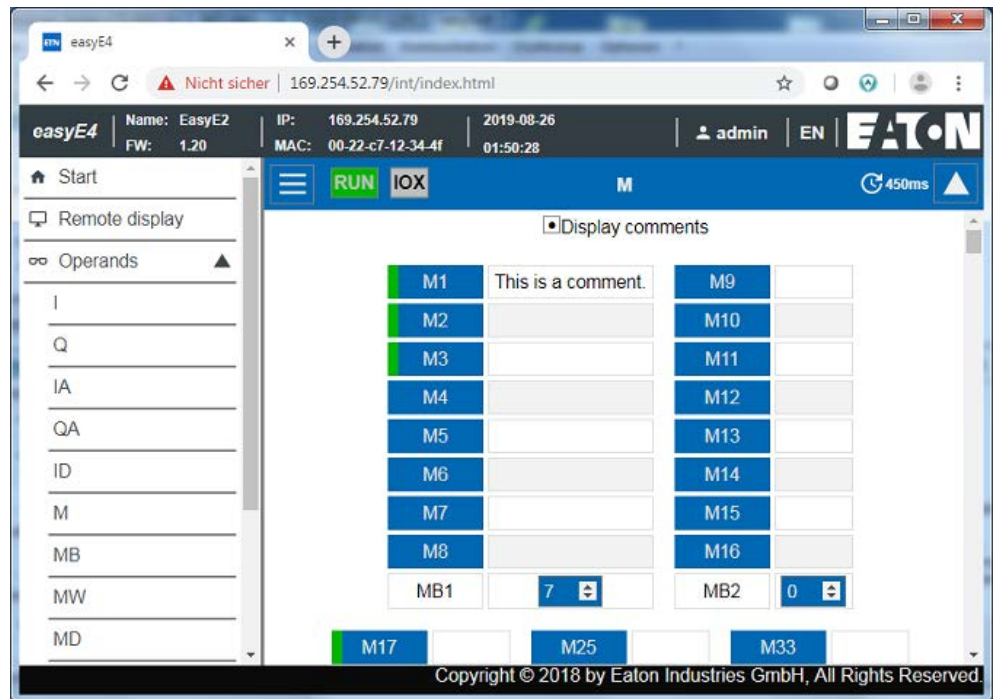 ETN easyE4
Nicht sicher | 169.254.52.79/int/index.html
easyE4
Name: EasyE2
FW: 1.20
IP: 169.254.52.79
MAC: 00-22-c7-12-34-4f
2019-08-26
01:50:28
admin
EN
EATON
Start
Remote display
Operands
I
Q
IA
QA
ID
M
MB
MW
MD
RUN IOX M 450ms
Display comments
M1 This is a comment. M9
M2 M10
M3 M11
M4 M12
M5 M13
M6 M14
M7 M15
M8 M16
MB1 7 MB2 0
M17 M25 M33
Copyright © 2018 by Eaton Industries GmbH, All Rights Reserved.